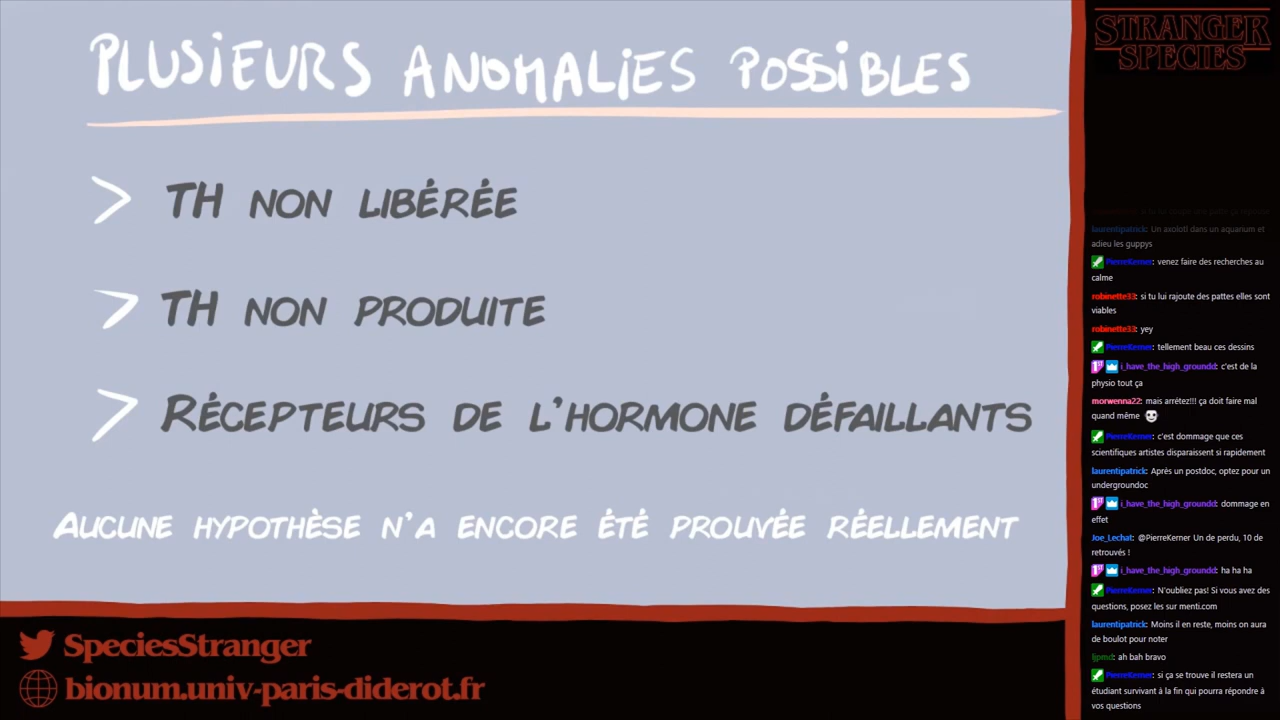 PLUSIEURS ANOMALIES POSSIBLES
> TH NON LIBÉRÉE
> TH NON PRODUITE
> RÉCEPTEURS DE L'HORMONE DÉFAILLANTS
AUCUNE HYPOTHÈSE N'A ENCORE ÉTÉ PROUVÉE RÉELLEMENT
SpeciesStranger
bionum.univ-paris-diderot.fr
STRANGER
SPECIES
laurentipatrick: Un axolotl dans un aquarium et
adieu les guppys
PierreKerner: venez faire des recherches au
calme
robinette33: si tu lui rajoute des pattes elles sont
viables
robinette33: yey
PierreKerner: tellement beau ces dessins
i_have_the_high_groundd: c'est de la
physio tout ça
morwenna22: mais arrétez!!! ça doit faire mal
quand même
PierreKerner: c'est dommage que ces
scientifiques artistes disparaissent si rapidement
laurentipatrick: Après un postdoc, optez pour un
undergroundoc
i_have_the_high_groundd: dommage en
effet
Joe_Lechat: @PierreKerner Un de perdu, 10 de
retrouvés !
i_have_the_high_groundd: ha ha ha
PierreKerner: N'oubliez pas! Si vous avez des
questions, posez les sur menti.com
laurentipatrick: Moins il en reste, moins on aura
de boulot pour noter
ljpmd: ah bah bravo
PierreKerner: si ça se trouve il restera un
étudiant survivant à la fin qui pourra répondre à
vos questions